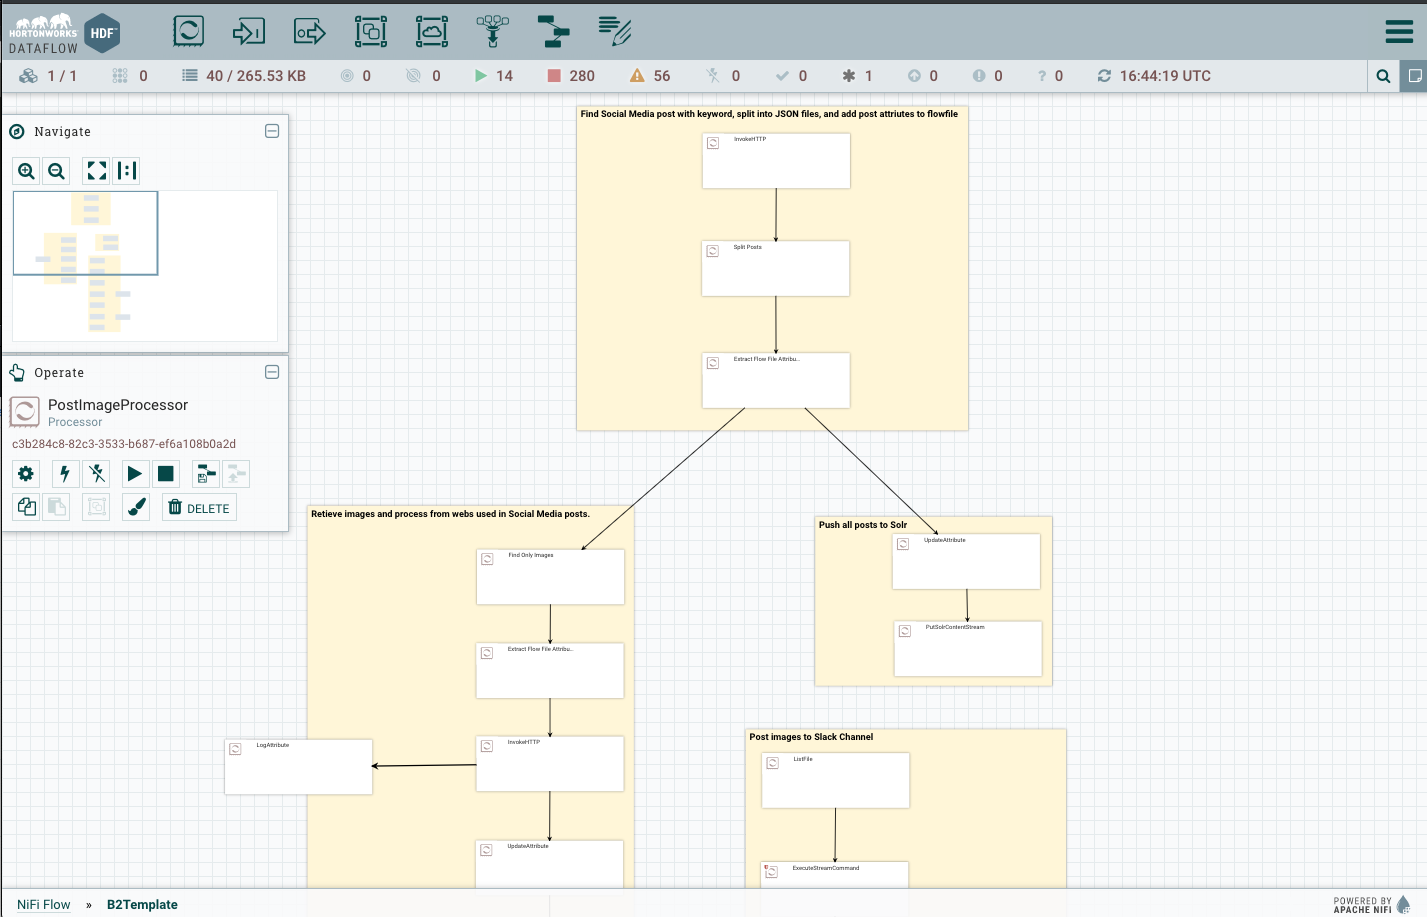 HORTONWORKS
DATAFLOW
HDF™
1 / 1 0 40 / 265.53 KB 0 0 14 280 56 0 0 1 0 0 ? 0 16:44:19 UTC
Navigate
Operate
PostImageProcessor
Processor
c3b284c8-82c3-3533-b687-ef6a108b0a2d
DELETE
Find Social Media post with keyword, split into JSON files, and add post attriutes to flowfile
InvokeHTTP
Split Posts
Extract Flow File Attribu...
Retieve images and process from webs used in Social Media posts.
Find Only Images
Extract Flow File Attribu...
InvokeHTTP
LogAttribute
UpdateAttribute
Push all posts to Solr
UpdateAttribute
PutSolrContentStream
Post images to Slack Channel
ListFile
ExecuteStreamCommand
NiFi Flow » B2Template
POWERED BY
APACHE NIFI